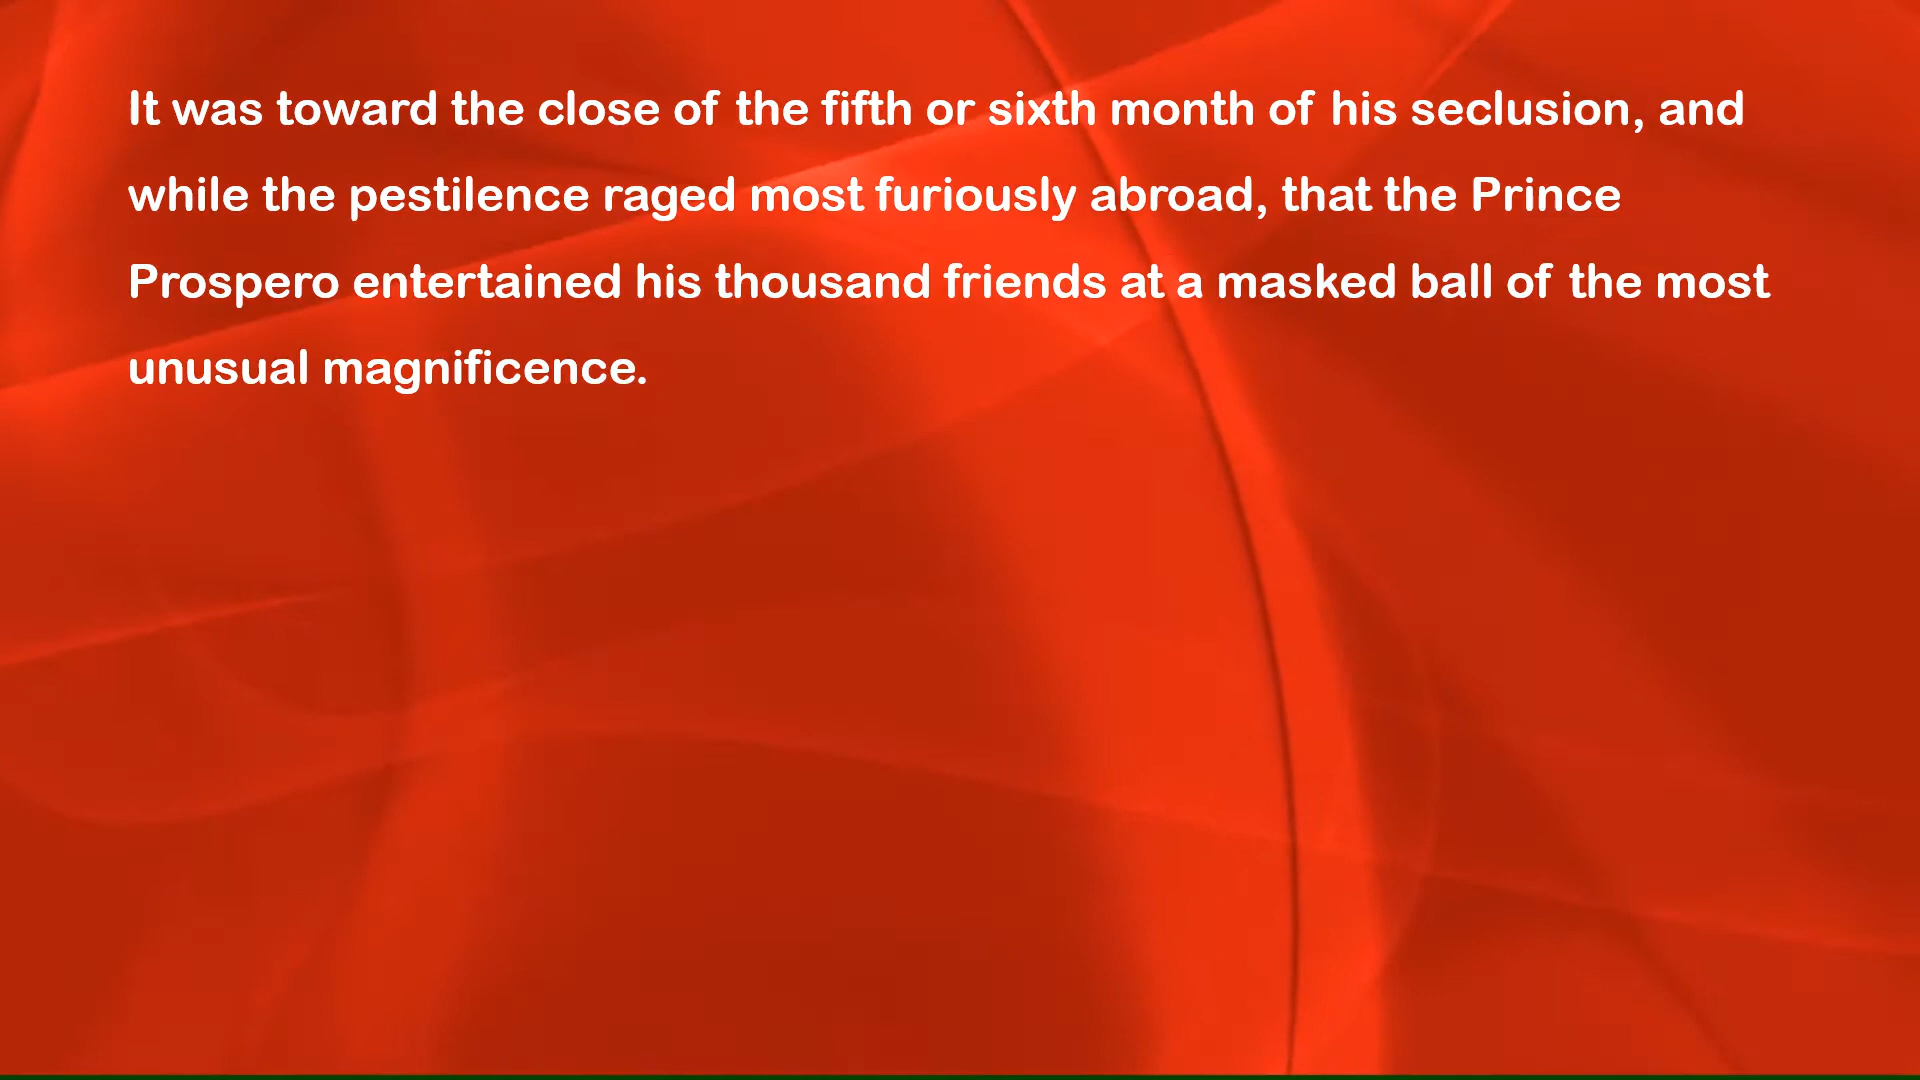 It was toward the close of the fifth or sixth month of his seclusion, and
while the pestilence raged most furiously abroad, that the Prince
Prospero entertained his thousand friends at a masked ball of the most
unusual magnificence.